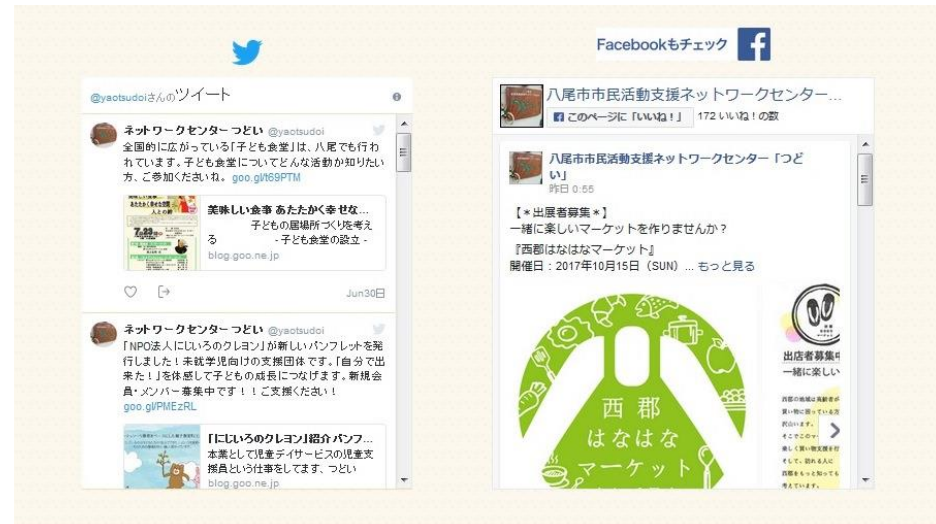 @yaotsudoiさんのツイート
ネットワークセンター つどい @yaotsudoi
全国的に広がっている「子ども食堂」は、八尾でも行わ
れています。子ども食堂についてどんな活動か知りたい
方、ご参加くださいね。 goo.gl/t69PTM
美味しい食事 あたたかく幸せな...
子どもの居場所づくりを考え
る - 子ども食堂の設立 -
blog.goo.ne.jp
Jun30日
ネットワークセンター つどい @yaotsudoi
「NPO法人にじいろのクレヨン」が新しいパンフレットを発
行しました!未就学児向けの支援団体です。「自分で出
来た!」を体感して子どもの成長につなげます。新規会
員・メンバー募集中です!!ご支援ください!
goo.gl/PMEzRL
「にじいろのクレヨン」紹介パンフ...
本業として児童デイサービスの児童支
援員という仕事をしてます、つどい
blog.goo.ne.jp
Facebookもチェック
八尾市市民活動支援ネットワークセンター...
このページに「いいね!」 172 いいね!の数
八尾市市民活動支援ネットワークセンター「つど
い」
昨日 0:55
【*出展者募集*】
一緒に楽しいマーケットを作りませんか?
『西郡はなはなマーケット』
開催日:2017年10月15日(SUN)... もっと見る
西郡
はなはな
マーケット
出店者募集中
一緒に楽しい